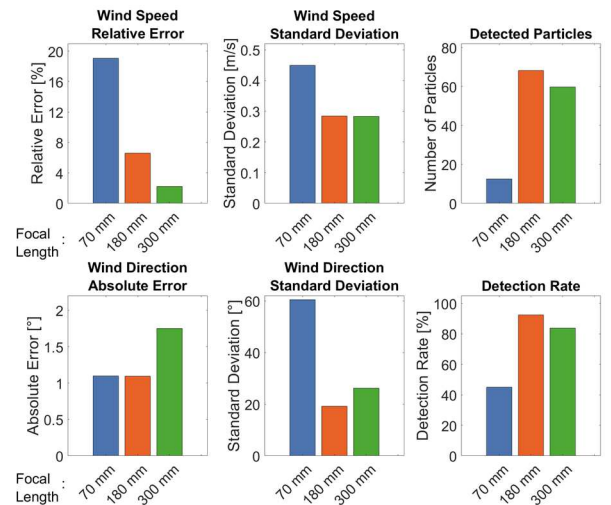 Wind Speed
Relative Error
Relative Error [%]
20
16
12
8
4
0
70 mm
180 mm
300 mm
Wind Speed
Standard Deviation
Standard Deviation [m/s]
0.5
0.4
0.3
0.2
0.1
0
70 mm
180 mm
300 mm
Detected Particles
Number of Particles
80
60
40
20
0
70 mm
180 mm
300 mm
Focal
Length :
Wind Direction
Absolute Error
Absolute Error [°]
2
1.5
1
0.5
0
70 mm
180 mm
300 mm
Wind Direction
Standard Deviation
Standard Deviation [°]
60
40
20
0
70 mm
180 mm
300 mm
Detection Rate
Detection Rate [%]
100
80
60
40
20
0
70 mm
180 mm
300 mm
Focal
Length :